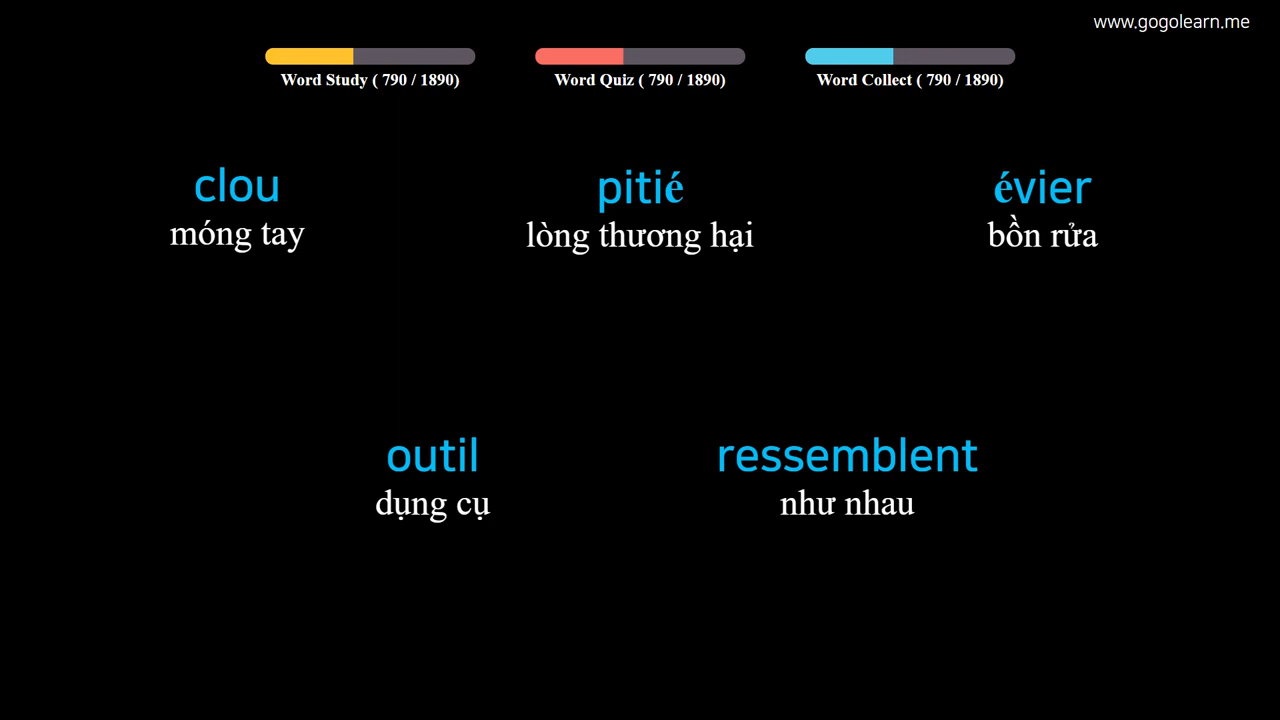 www.gogolearn.me
Word Study ( 790 / 1890)
Word Quiz ( 790 / 1890)
Word Collect ( 790 / 1890)
clou
móng tay
pitié
lòng thương hại
évier
bồn rửa
outil
dụng cụ
ressemblent
như nhau